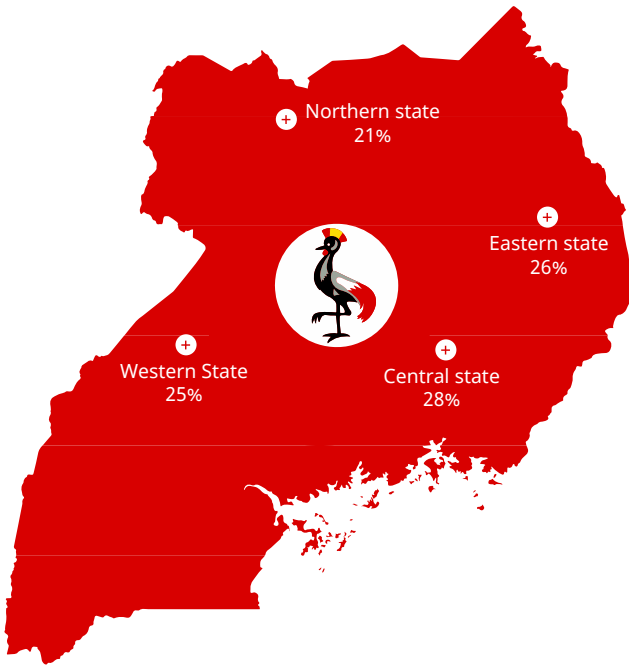 Northern state
21%
Eastern state
26%
Western State
25%
Central state
28%